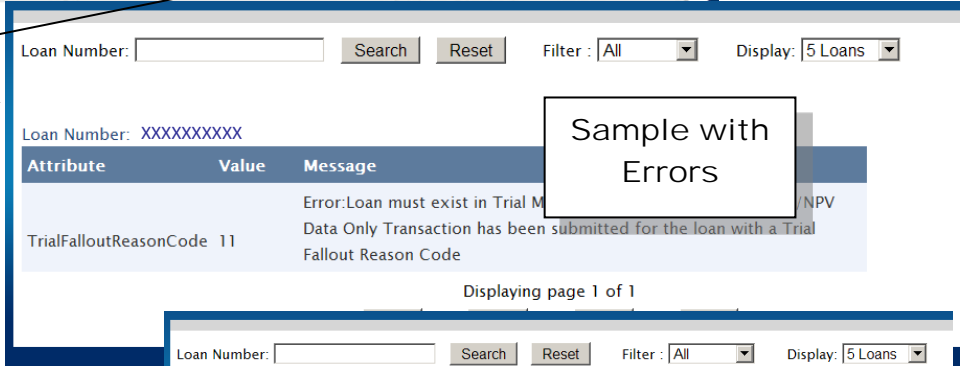 Loan Number: Search Reset Filter : All Display: 5 Loans
Loan Number: XXXXXXXXXX
Sample with
Errors
Attribute Value Message
TrialFalloutReasonCode 11
Error:Loan must exist in Trial /NPV
Data Only Transaction has been submitted for the loan with a Trial
Fallout Reason Code
Displaying page 1 of 1
Loan Number: Search Reset Filter : All Display: 5 Loans